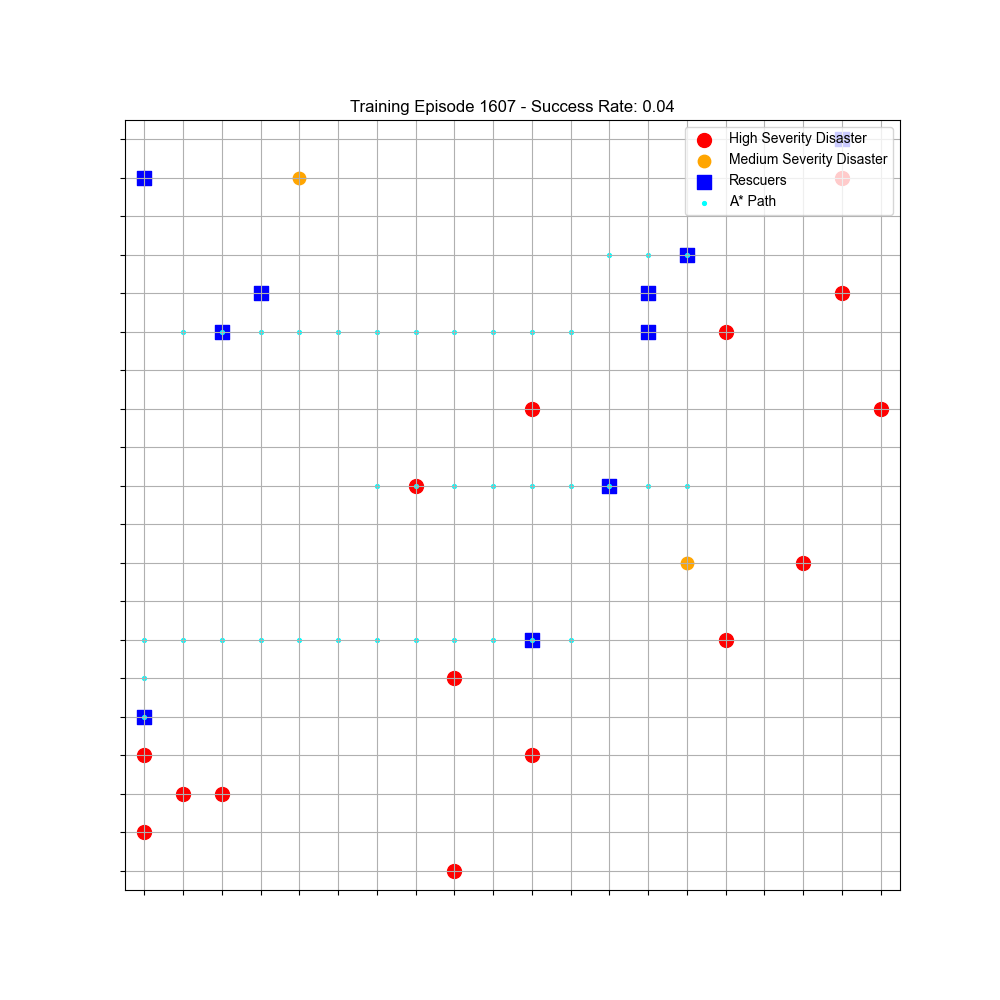 Training Episode 1607 - Success Rate: 0.04
High Severity Disaster
Medium Severity Disaster
Rescuers
A* Path